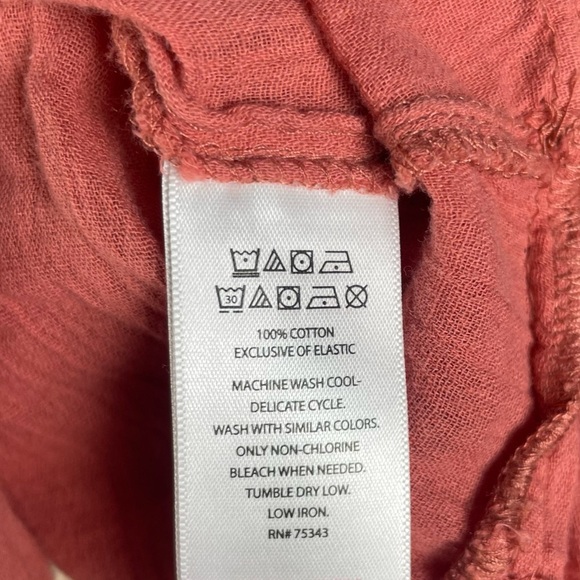 30
100% COTTON
EXCLUSIVE OF ELASTIC
MACHINE WASH COOL-
DELICATE CYCLE.
WASH WITH SIMILAR COLORS.
ONLY NON-CHLORINE
BLEACH WHEN NEEDED.
TUMBLE DRY LOW.
LOW IRON.
RN# 75343